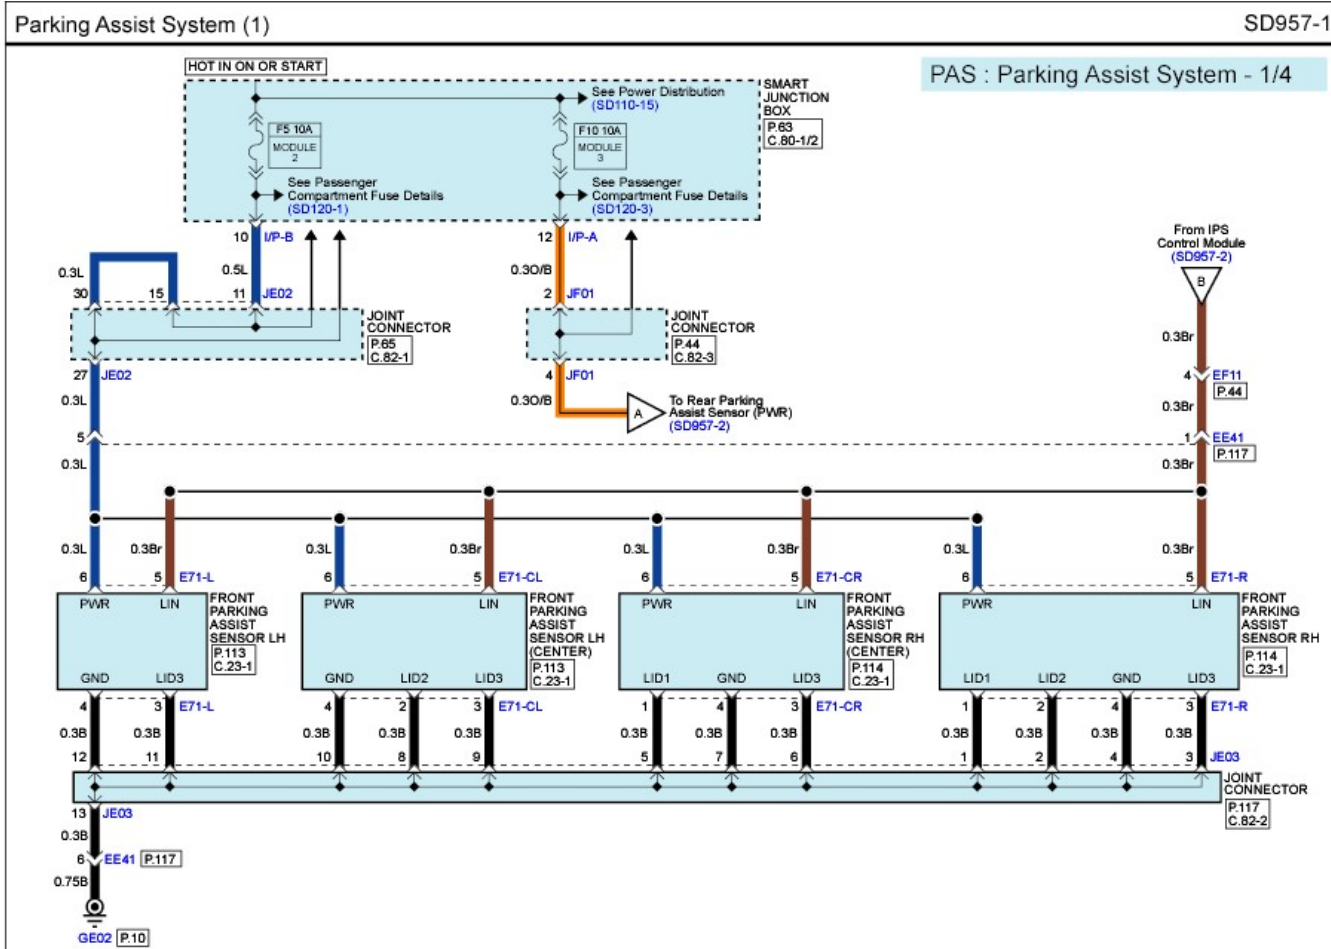 Parking Assist System (1)
SD957-1
PAS : Parking Assist System - 1/4
HOT IN ON OR START
See Power Distribution
(SD110-15)
SMART
JUNCTION
BOX
P.63
C.80-1/2
F5 10A
MODULE
2
F10 10A
MODULE
3
See Passenger
Compartment Fuse Details
(SD120-1)
See Passenger
Compartment Fuse Details
(SD120-3)
10 I/P-B
12 I/P-A
From IPS
Control Module
(SD957-2)
B
0.3L
0.5L
0.3O/B
30
15
11 JE02
2 JF01
JOINT
CONNECTOR
P.65
C.82-1
JOINT
CONNECTOR
P.44
C.82-3
0.3Br
27 JE02
4 JF01
4 EF11
P.44
0.3L
0.3O/B
A
To Rear Parking
Assist Sensor (PWR)
(SD957-2)
0.3Br
5
1 EE41
P.117
0.3L
0.3Br
0.3L 0.3Br 0.3L 0.3Br 0.3L 0.3Br 0.3L 0.3Br
6 5 E71-L 6 5 E71-CL 6 5 E71-CR 6 5 E71-R
PWR LIN PWR LIN PWR LIN PWR LIN
FRONT
PARKING
ASSIST
SENSOR LH
P.113
C.23-1
FRONT
PARKING
ASSIST
SENSOR LH
(CENTER)
P.113
C.23-1
FRONT
PARKING
ASSIST
SENSOR RH
(CENTER)
P.114
C.23-1
FRONT
PARKING
ASSIST
SENSOR RH
P.114
C.23-1
GND LID3 GND LID2 LID3 LID1 GND LID3 LID1 LID2 GND LID3
4 3 E71-L 4 2 3 E71-CL 1 4 3 E71-CR 1 2 4 3 E71-R
0.3B 0.3B 0.3B 0.3B 0.3B 0.3B 0.3B 0.3B 0.3B 0.3B 0.3B 0.3B
12 11 10 8 9 5 7 6 1 2 4 3 JE03
JOINT
CONNECTOR
P.117
C.82-2
13 JE03
0.3B
6 EE41 P.117
0.75B
GE02 P.10